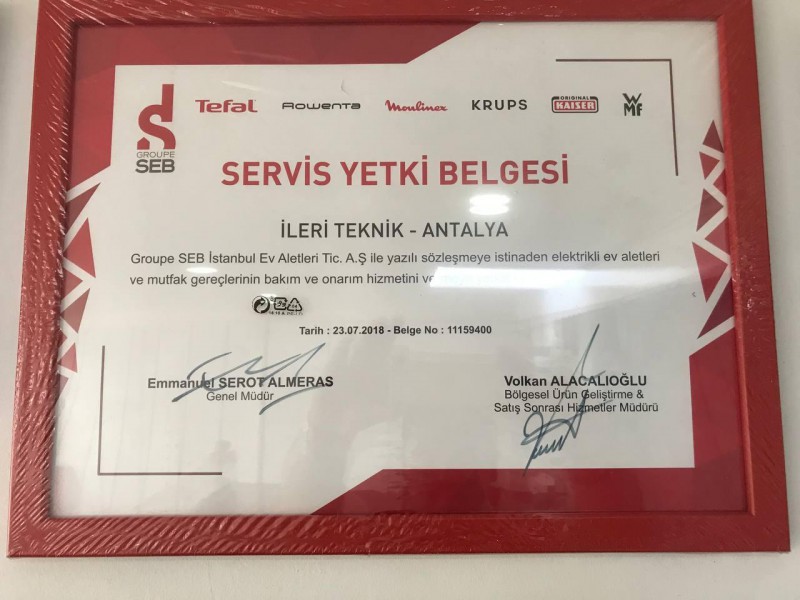 Tefal ROWENTA Moulinex KRUPS ORIGINAL KAISER WMF
GROUPE
SEB
SERVİS YETKİ BELGESİ
İLERİ TEKNİK - ANTALYA
Groupe SEB İstanbul Ev Aletleri Tic. A.Ş ile yazılı sözleşmeye istinaden elektrikli ev aletleri
ve mutfak gereçlerinin bakım ve onarım hizmetini
Tarih : 23.07.2018 - Belge No : 11159400
Emmanuel SEROT ALMERAS
Genel Müdür
Volkan ALACALIOĞLU
Bölgesel Ürün Geliştirme &
Satış Sonrası Hizmetler Müdürü